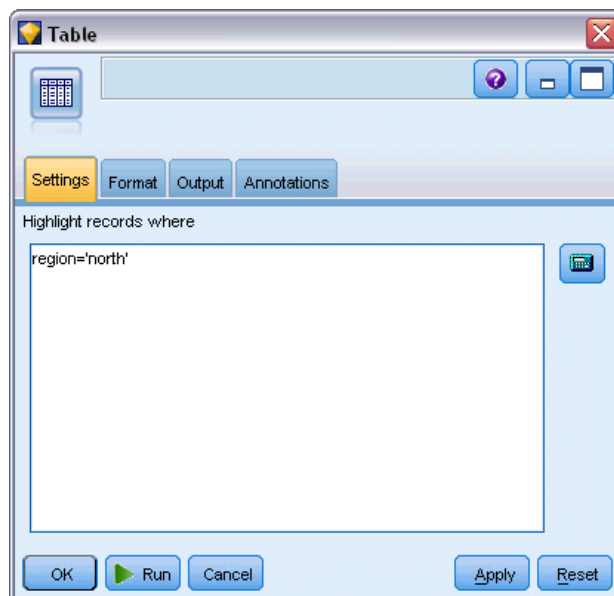 Table
Settings Format Output Annotations
Highlight records where
region='north'
OK Run Cancel Apply Reset